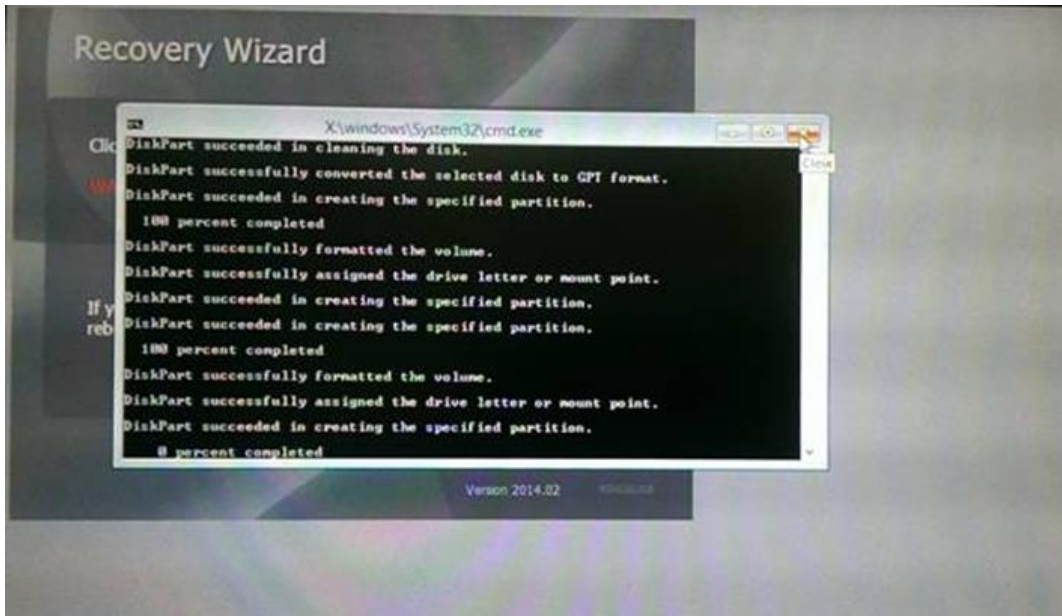 Recovery Wizard
X:\windows\System32\cmd.exe
Close
Clic
DiskPart succeeded in cleaning the disk.
DiskPart successfully converted the selected disk to GPT format.
WA
DiskPart succeeded in creating the specified partition.
100 percent completed
DiskPart successfully formatted the volume.
DiskPart successfully assigned the drive letter or mount point.
If y
DiskPart succeeded in creating the specified partition.
reb
DiskPart succeeded in creating the specified partition.
100 percent completed
DiskPart successfully formatted the volume.
DiskPart successfully assigned the drive letter or mount point.
DiskPart succeeded in creating the specified partition.
0 percent completed
Version 2014.02